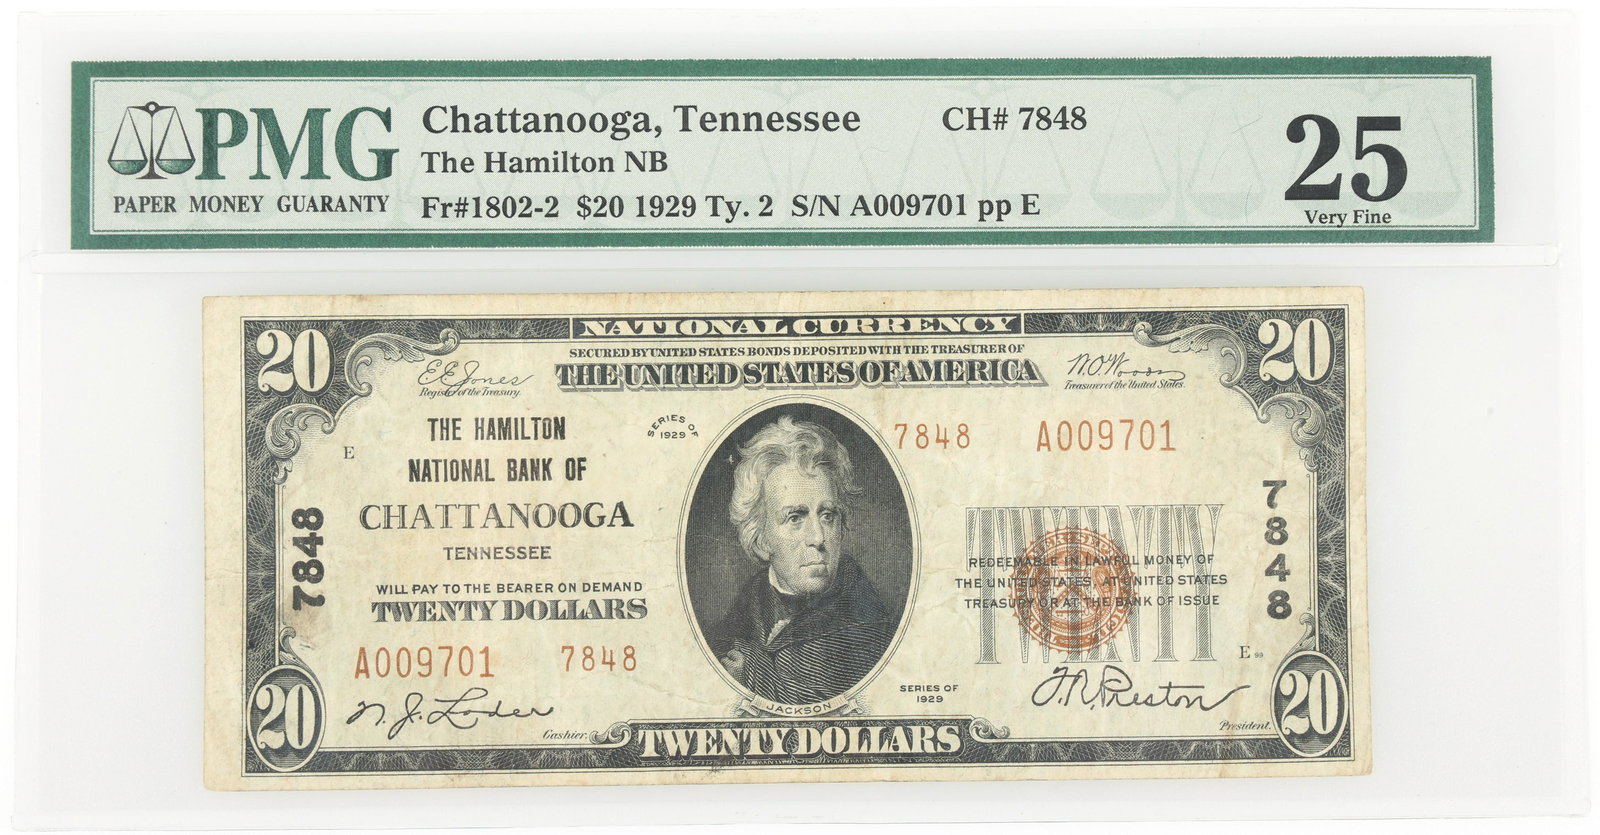 PMG
PAPER MONEY GUARANTY
Chattanooga, Tennessee CH# 7848
The Hamilton NB
Fr#1802-2 $20 1929 Ty. 2 S/N A009701 pp E
25
Very Fine
20 NATIONAL CURRENCY 20
SECURED BY UNITED STATES BONDS DEPOSITED WITH THE TREASURER OF
THE UNITED STATES OF AMERICA
E.E. Jones
Register of the Treasury.
W.O. Woods
Treasurer of the United States.
THE HAMILTON
NATIONAL BANK OF
CHATTANOOGA
TENNESSEE
E
SERIES OF
1929
7848 A009701
7848
WILL PAY TO THE BEARER ON DEMAND
TWENTY DOLLARS
A009701 7848
TWENTY
REDEEMABLE IN LAWFUL MONEY OF
THE UNITED STATES, AT UNITED STATES
TREASURY OR AT THE BANK OF ISSUE
7848
E 99
N. J. Loder
Cashier.
JACKSON
SERIES OF
1929
T.R. Preston
President.
20 TWENTY DOLLARS 20